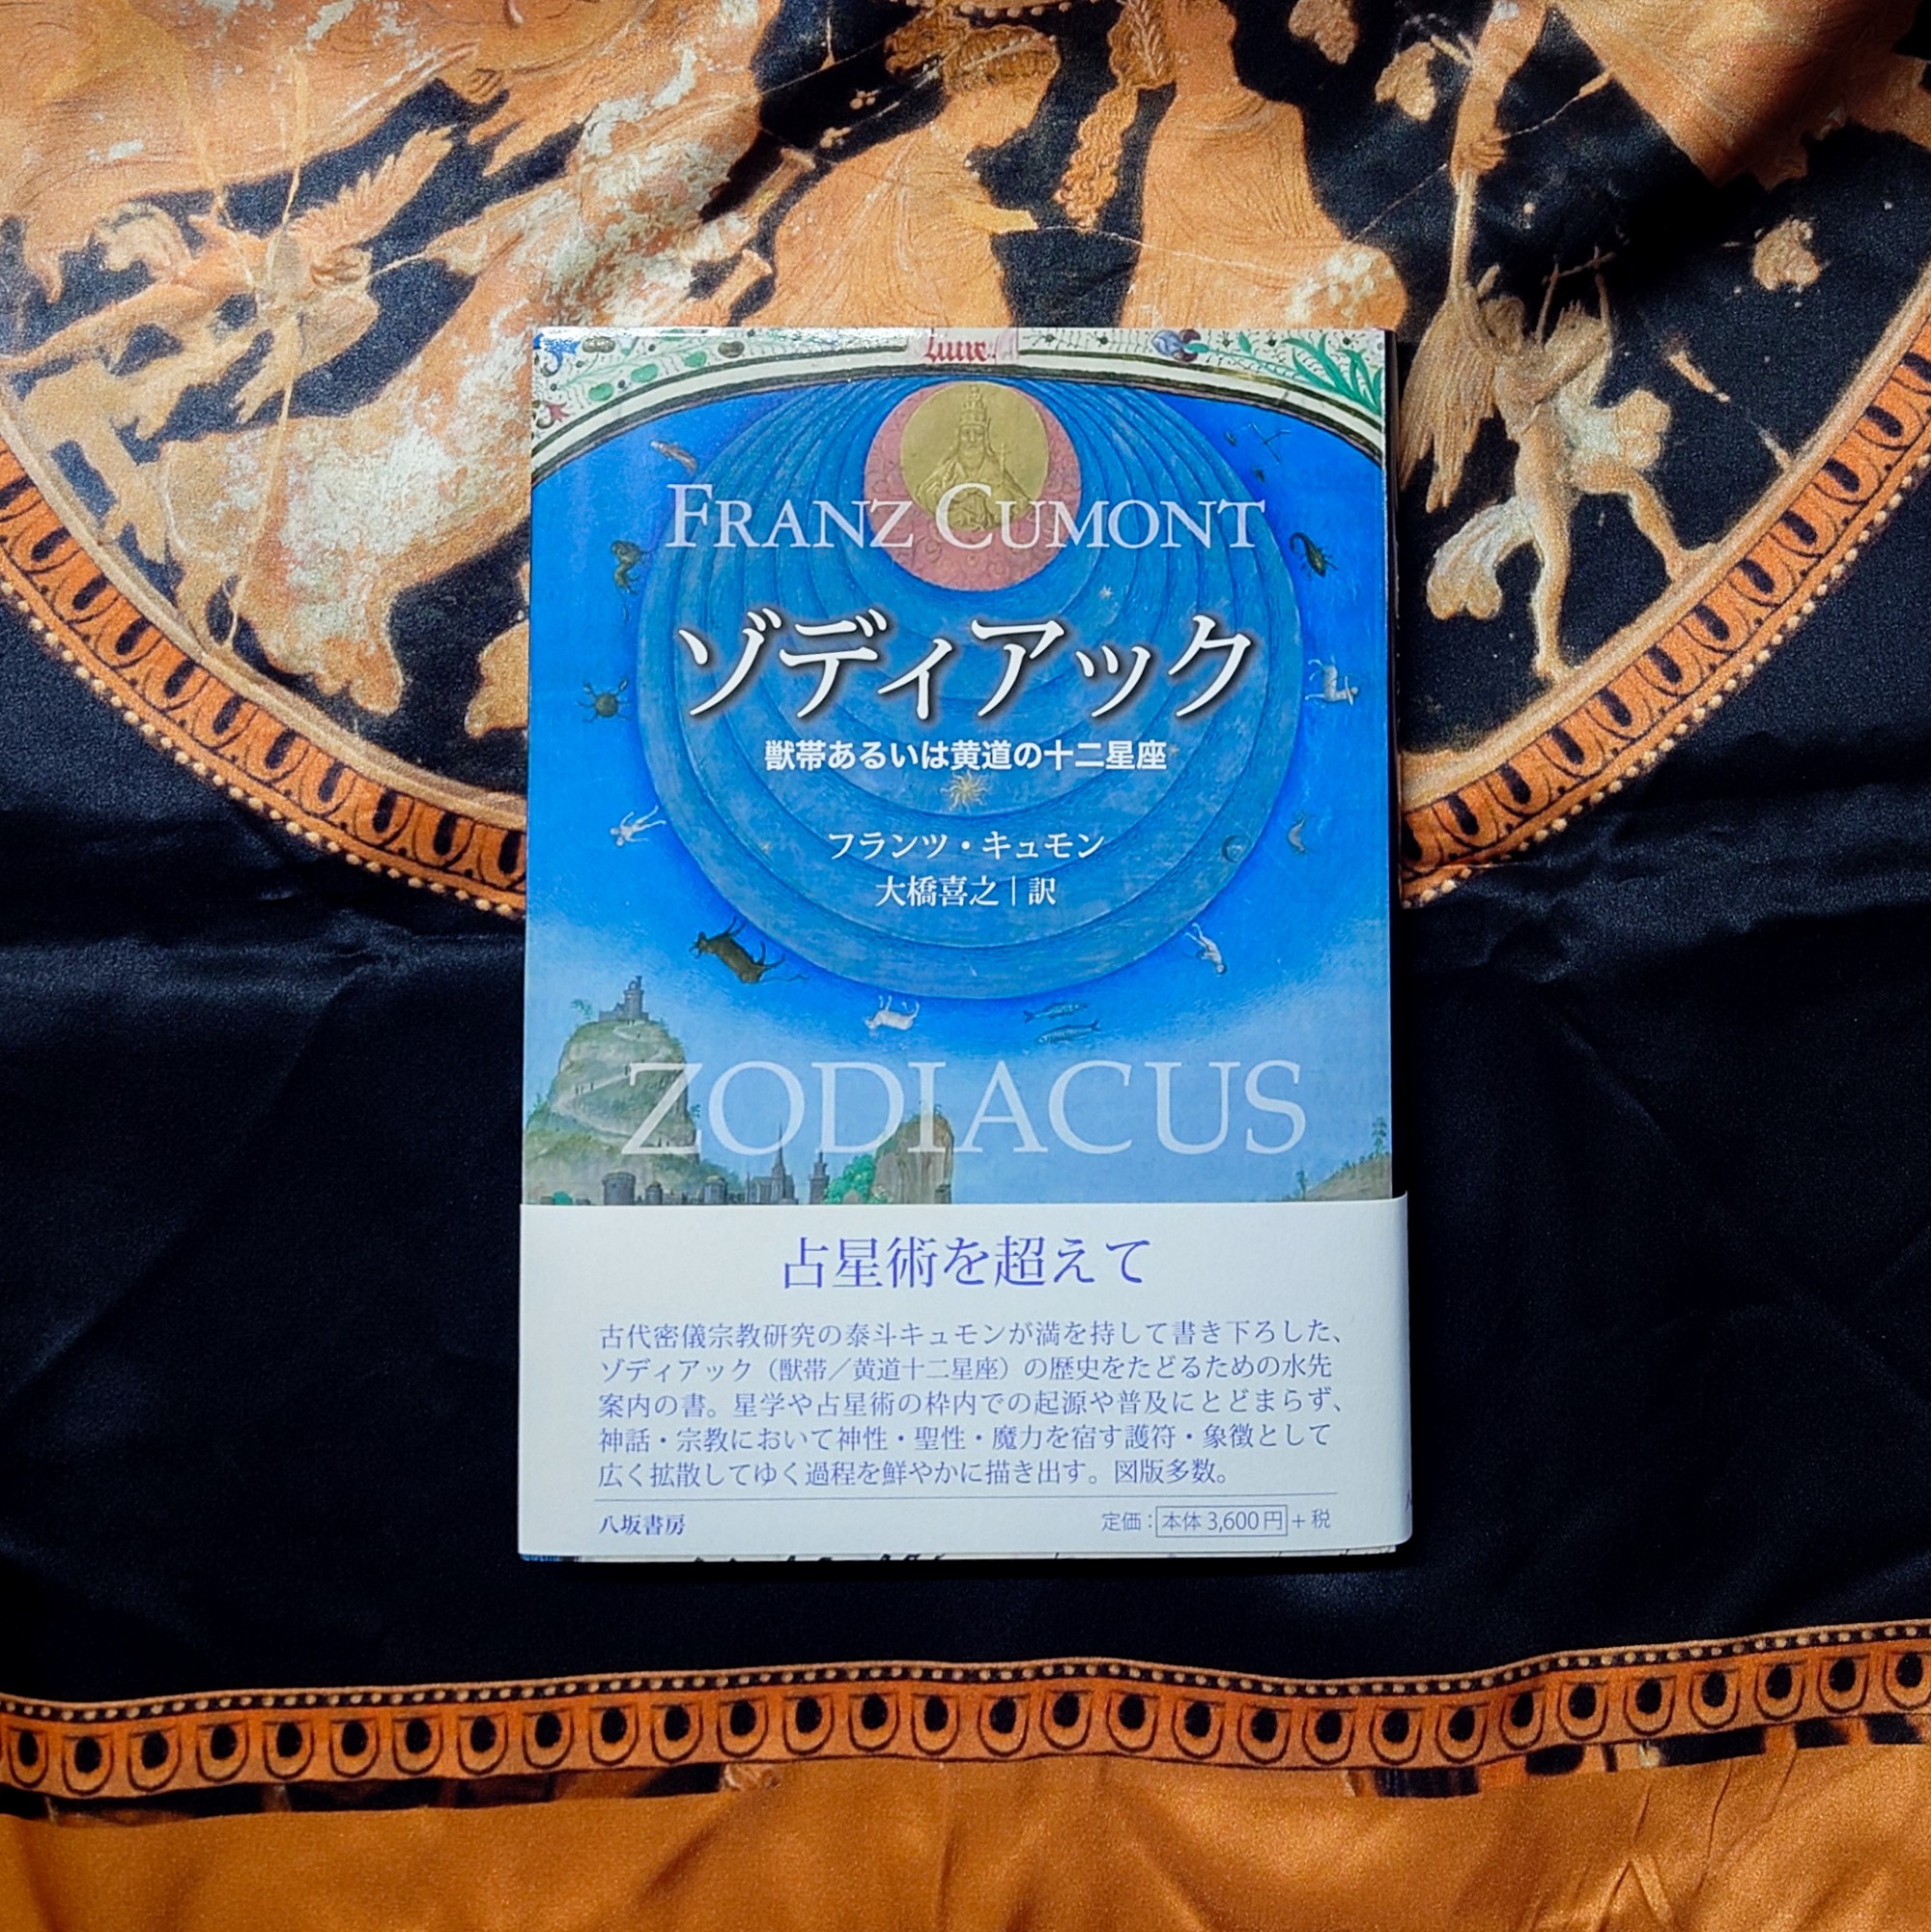 FRANZ CUMONT
ゾディアック
獣帯あるいは黄道の十二星座
フランツ・キュモン
大橋喜之|訳
ZODIACUS
占星術を超えて
古代密儀宗教研究の泰斗キュモンが満を持して書き下ろした、
ゾディアック（獣帯／黄道十二星座）の歴史をたどるための水先
案内の書。星学や占星術の枠内での起源や普及にとどまらず、
神話・宗教において神性・聖性・魔力を宿す護符・象徴として
広く拡散してゆく過程を鮮やかに描き出す。図版多数。
八坂書房
定価：本体3,600円＋税